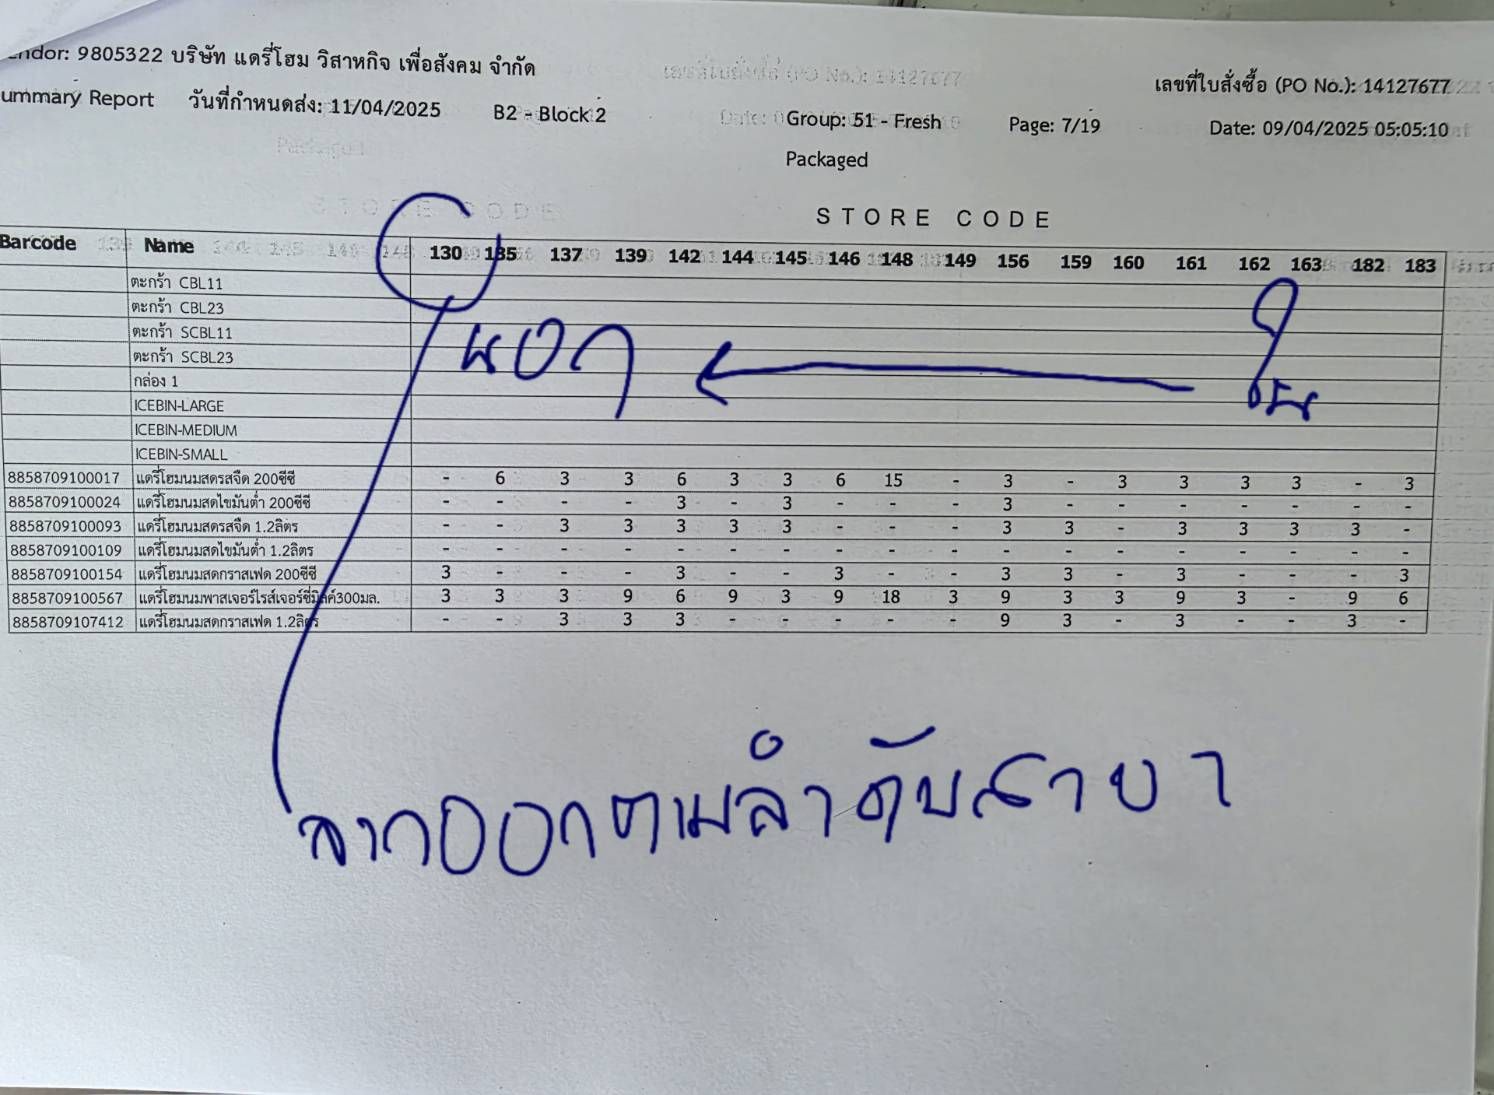 endor: 9805322 บริษัท แดรี่โฮม วิสาหกิจ เพื่อสังคม จำกัด
เลขที่ใบสั่งซื้อ (PO No.): 14127677
ummary Report วันที่กำหนดส่ง: 11/04/2025 B2 - Block 2 Group: 51 - Fresh Packaged Page: 7/19 Date: 09/04/2025 05:05:10
STORE CODE
Barcode Name 130 135 137 139 142 144 145 146 148 149 156 159 160 161 162 163 182 183
ตะกร้า CBL11
ตะกร้า CBL23
ตะกร้า SCBL11
ตะกร้า SCBL23
กล่อง 1
ICEBIN-LARGE
ICEBIN-MEDIUM
ICEBIN-SMALL
นอก ใน
8858709100017 แดรี่โฮมนมสดรสจืด 200ซีซี - 6 3 3 6 3 3 6 15 - 3 - 3 3 3 3 - 3
8858709100024 แดรี่โฮมนมสดไขมันต่ำ 200ซีซี - - - - 3 - 3 - - - 3 - - - - - - -
8858709100093 แดรี่โฮมนมสดรสจืด 1.2ลิตร - - 3 3 3 3 3 - - - 3 3 - 3 3 3 3 -
8858709100109 แดรี่โฮมนมสดไขมันต่ำ 1.2ลิตร - - - - - - - - - - - - - - - - - -
8858709100154 แดรี่โฮมนมสดกราสเฟด 200ซีซี 3 - - - 3 - - 3 - - 3 3 - 3 - - - 3
8858709100567 แดรี่โฮมนมพาสเจอร์ไรส์เจอร์ซี่มิลค์300มล. 3 3 3 9 6 9 3 9 18 3 9 3 3 9 3 - 9 6
8858709107412 แดรี่โฮมนมสดกราสเฟด 1.2ลิตร - - 3 3 3 - - - - - 9 3 - 3 - - 3 -
ลากออกตามลำดับสาขา